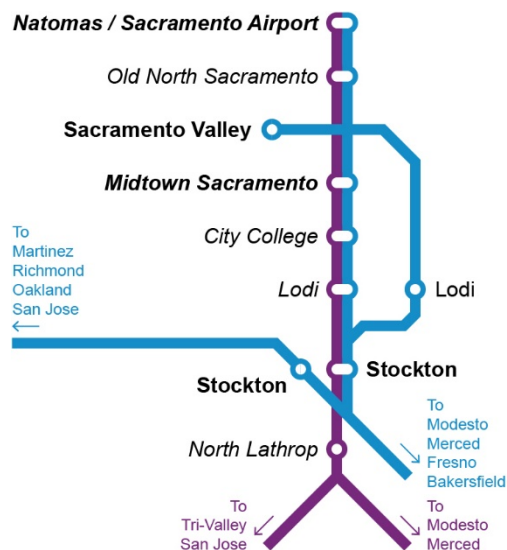 Natomas / Sacramento Airport
Old North Sacramento
Sacramento Valley
Midtown Sacramento
City College
To
Martinez
Richmond
Oakland
San Jose
←
Lodi
Lodi
Stockton
Stockton
To
Modesto
Merced
Fresno
Bakersfield
North Lathrop
To
Tri-Valley
San Jose
To
Modesto
Merced